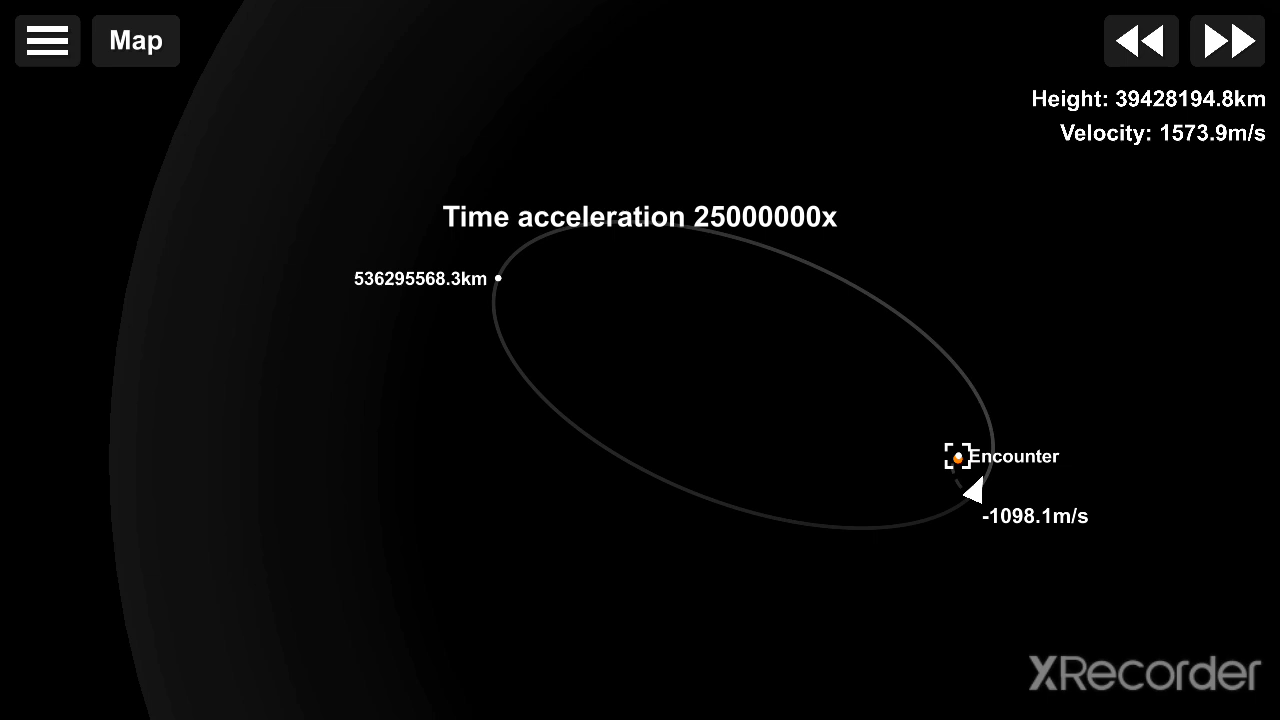 Map
Height: 39428194.8km
Velocity: 1573.9m/s
Time acceleration 25000000x
536295568.3km
Encounter
-1098.1m/s
XRecorder